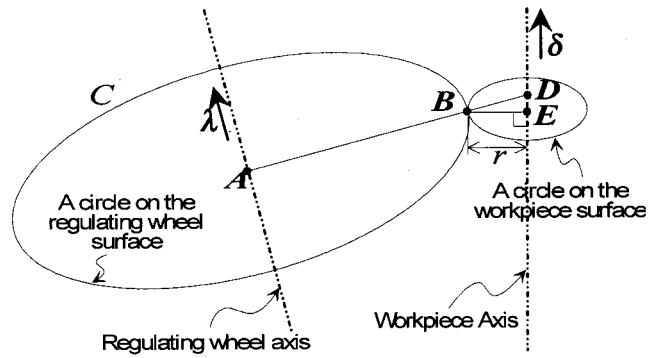 δ
C
B
D
E
λ
r
A
A circle on the
regulating wheel
surface
A circle on the
workpiece surface
Workpiece Axis
Regulating wheel axis